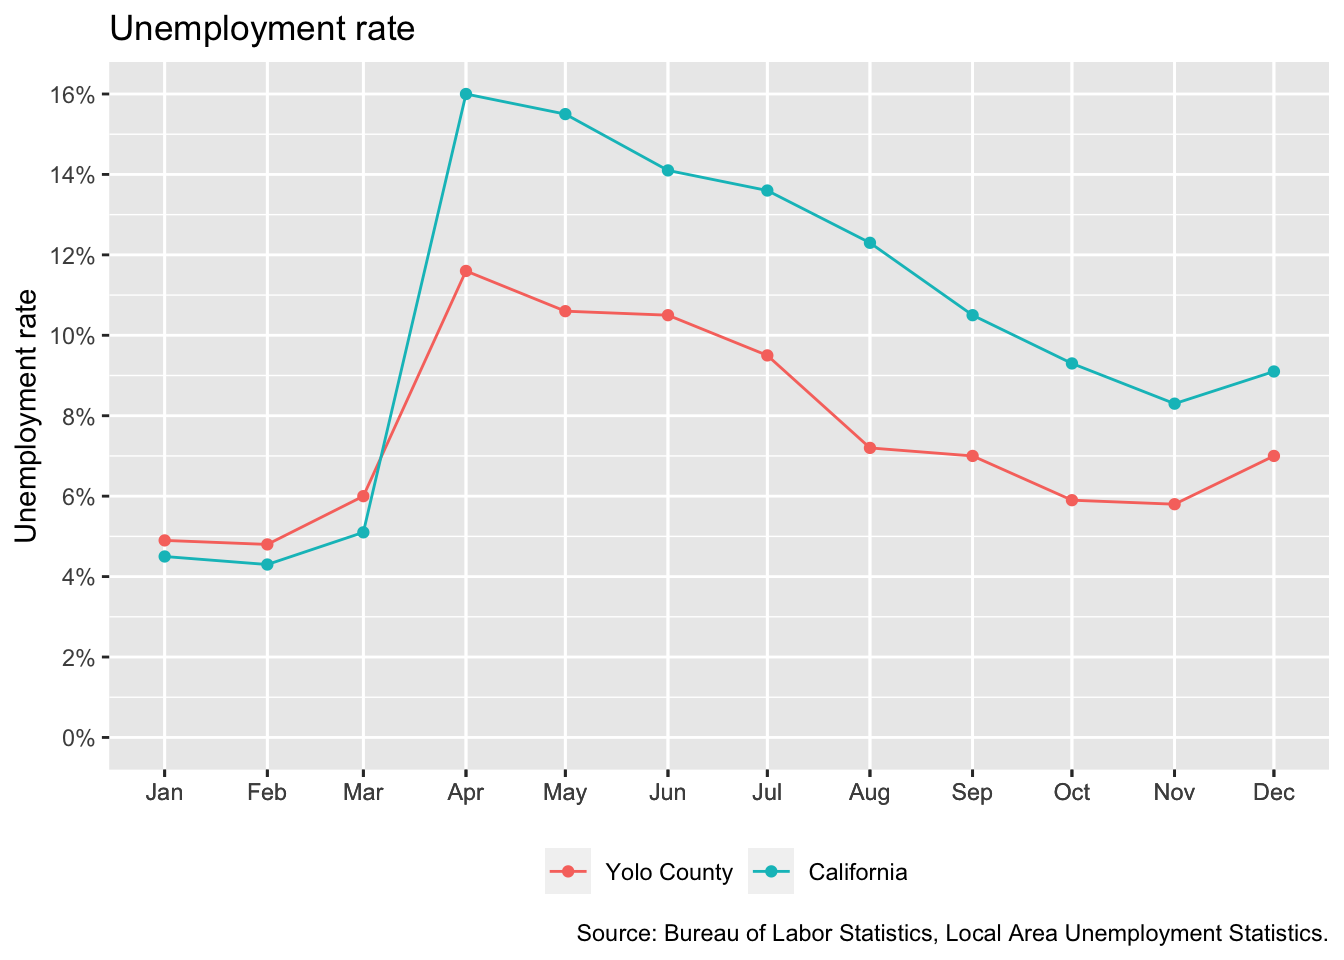 Unemployment rate
Unemployment rate
16%
14%
12%
10%
8%
6%
4%
2%
0%
Jan Feb Mar Apr May Jun Jul Aug Sep Oct Nov Dec
Yolo County California
Source: Bureau of Labor Statistics, Local Area Unemployment Statistics.